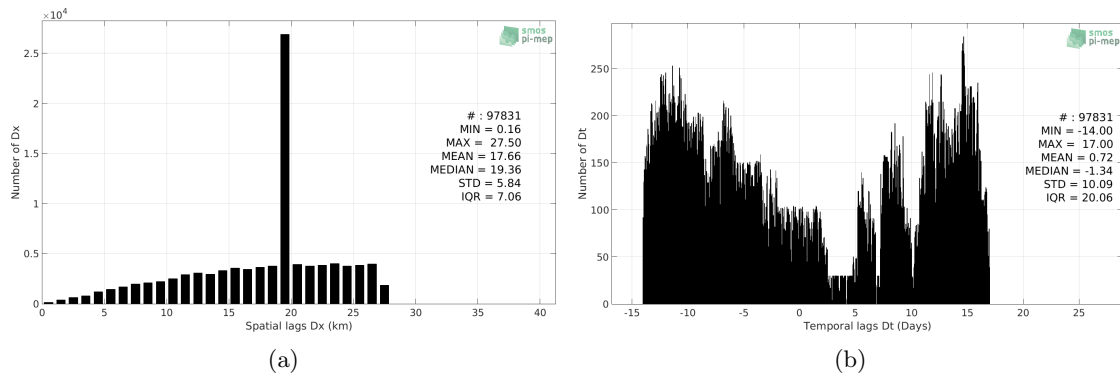 ×10⁴
smos
pi-mep
2.5
2
1.5
1
0.5
0
Number of Dx
# : 97831
MIN = 0.16
MAX = 27.50
MEAN = 17.66
MEDIAN = 19.36
STD = 5.84
IQR = 7.06
0 5 10 15 20 25 30 35 40
Spatial lags Dx (km)
(a)
smos
pi-mep
250
200
150
100
50
0
Number of Dt
# : 97831
MIN = -14.00
MAX = 17.00
MEAN = 0.72
MEDIAN = -1.34
STD = 10.09
IQR = 20.06
-15 -10 -5 0 5 10 15 20 25
Temporal lags Dt (Days)
(b)